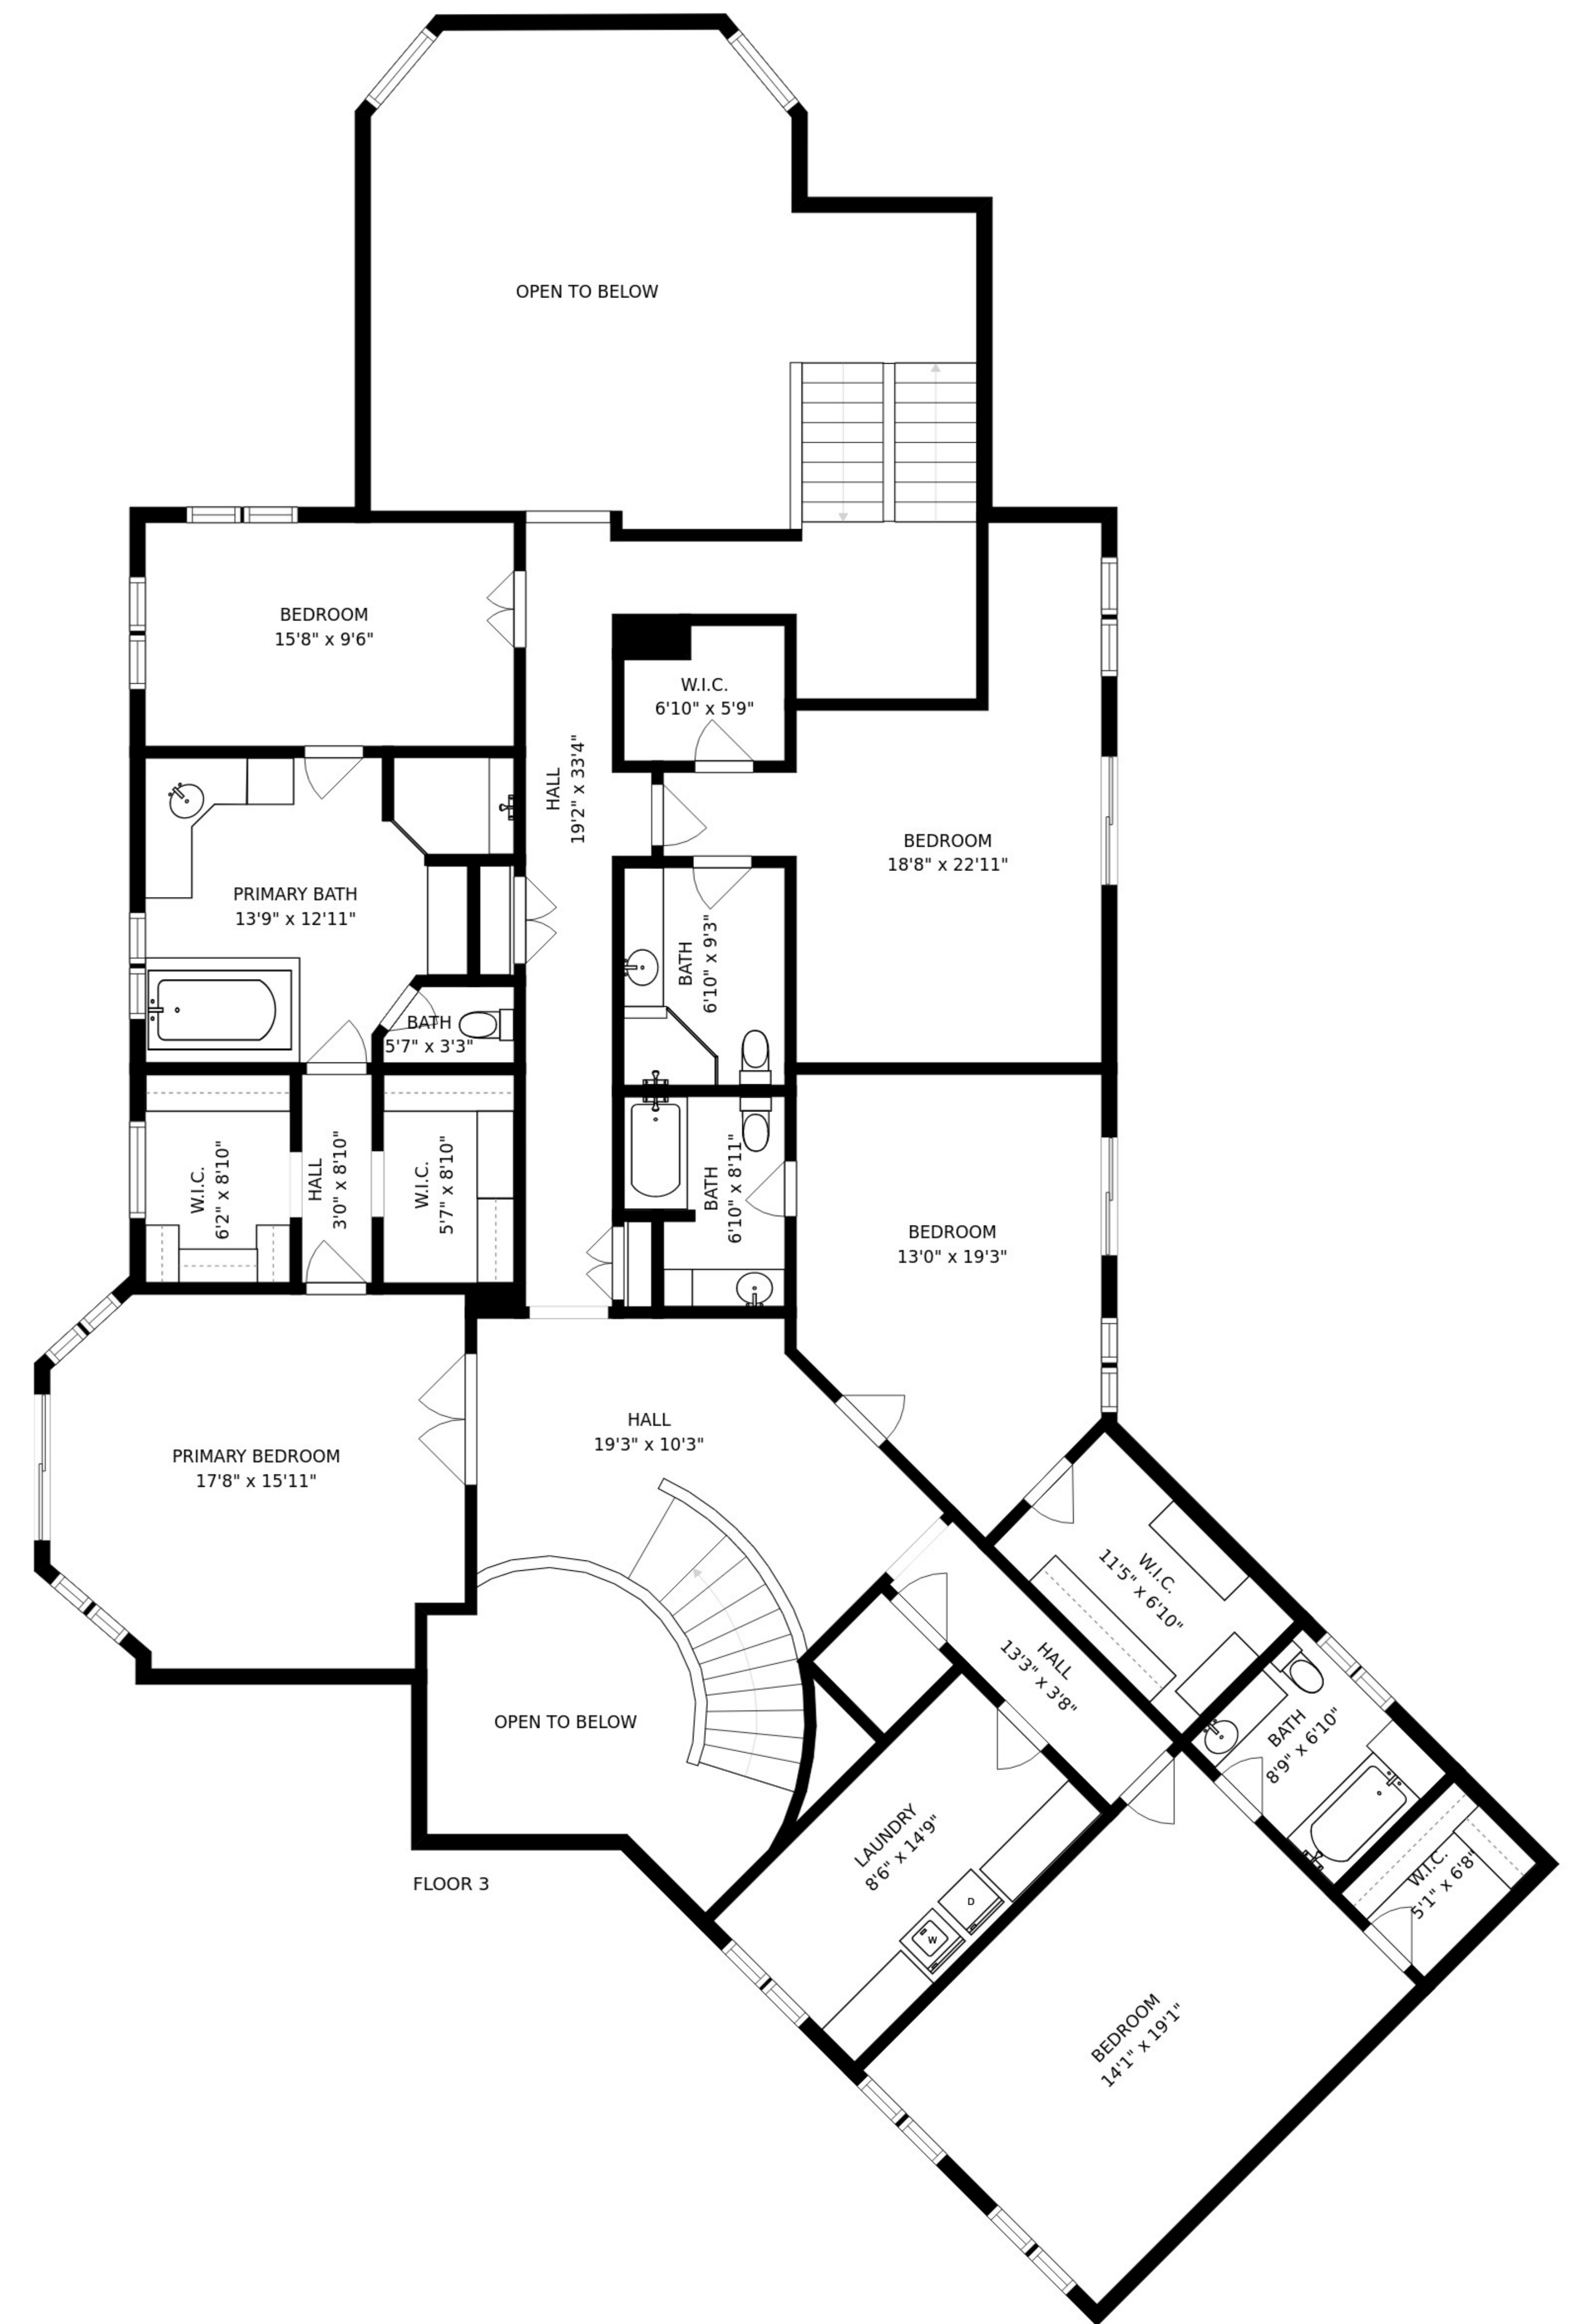 OPEN TO BELOW
BEDROOM
15'8" x 9'6"
W.I.C.
6'10" x 5'9"
HALL
19'2" x 33'4"
BEDROOM
18'8" x 22'11"
PRIMARY BATH
13'9" x 12'11"
BATH
6'10" x 9'3"
BATH
5'7" x 3'3"
W.I.C.
6'2" x 8'10"
HALL
3'0" x 8'10"
W.I.C.
5'7" x 8'10"
BATH
6'10" x 8'11"
BEDROOM
13'0" x 19'3"
HALL
19'3" x 10'3"
PRIMARY BEDROOM
17'8" x 15'11"
W.I.C.
11'5" x 6'10"
HALL
13'3" x 3'8"
OPEN TO BELOW
BATH
8'9" x 6'10"
LAUNDRY
8'6" x 14'9"
W.I.C.
5'1" x 6'8"
FLOOR 3
D
W
BEDROOM
14'1" x 19'1"